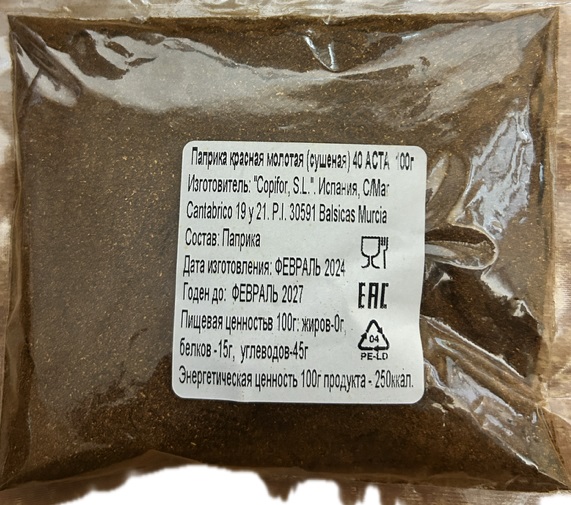 Паприка красная молотая (сушеная) 40 АСТА 100г
Изготовитель: "Copifor, S.L.". Испания, C/Mar
Cantabrico 19 y 21. P.I. 30591 Balsicas Murcia
Состав: Паприка
Дата изготовления: ФЕВРАЛЬ 2024
Годен до: ФЕВРАЛЬ 2027
Пищевая ценностьв 100г: жиров-0г,
белков -15г, углеводов-45г
Энергетическая ценность 100г продукта - 250ккал.
EAC
04
PE-LD